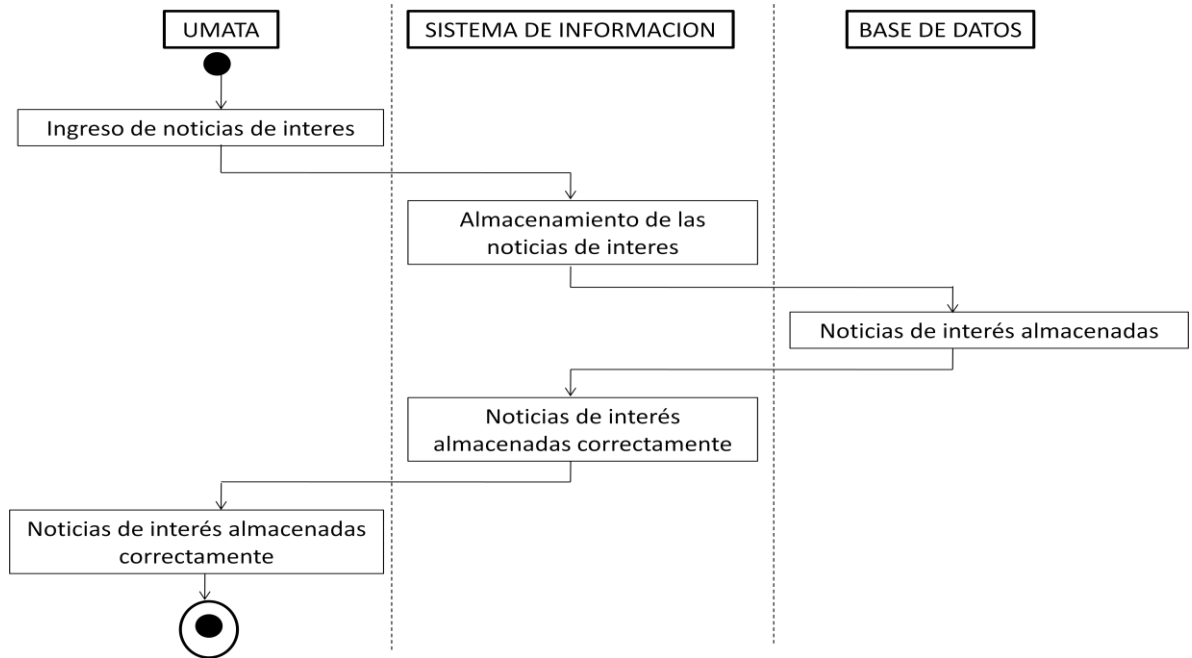 UMATA
SISTEMA DE INFORMACION
BASE DE DATOS
Ingreso de noticias de interes
Almacenamiento de las
noticias de interes
Noticias de interés almacenadas
Noticias de interés
almacenadas correctamente
Noticias de interés almacenadas
correctamente